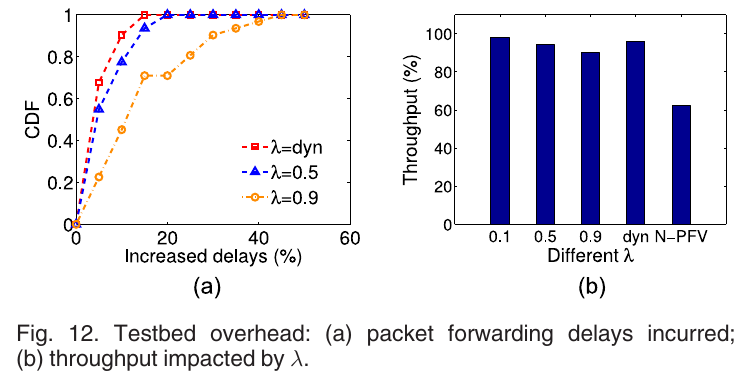 1
0.8
0.6
0.4
0.2
0
CDF
λ=dyn
λ=0.5
λ=0.9
0 20 40 60
Increased delays (%)
(a)
100
80
60
40
20
0
Throughput (%)
0.1 0.5 0.9 dyn N−PFV
Different λ
(b)
Fig. 12. Testbed overhead: (a) packet forwarding delays incurred;
(b) throughput impacted by λ.